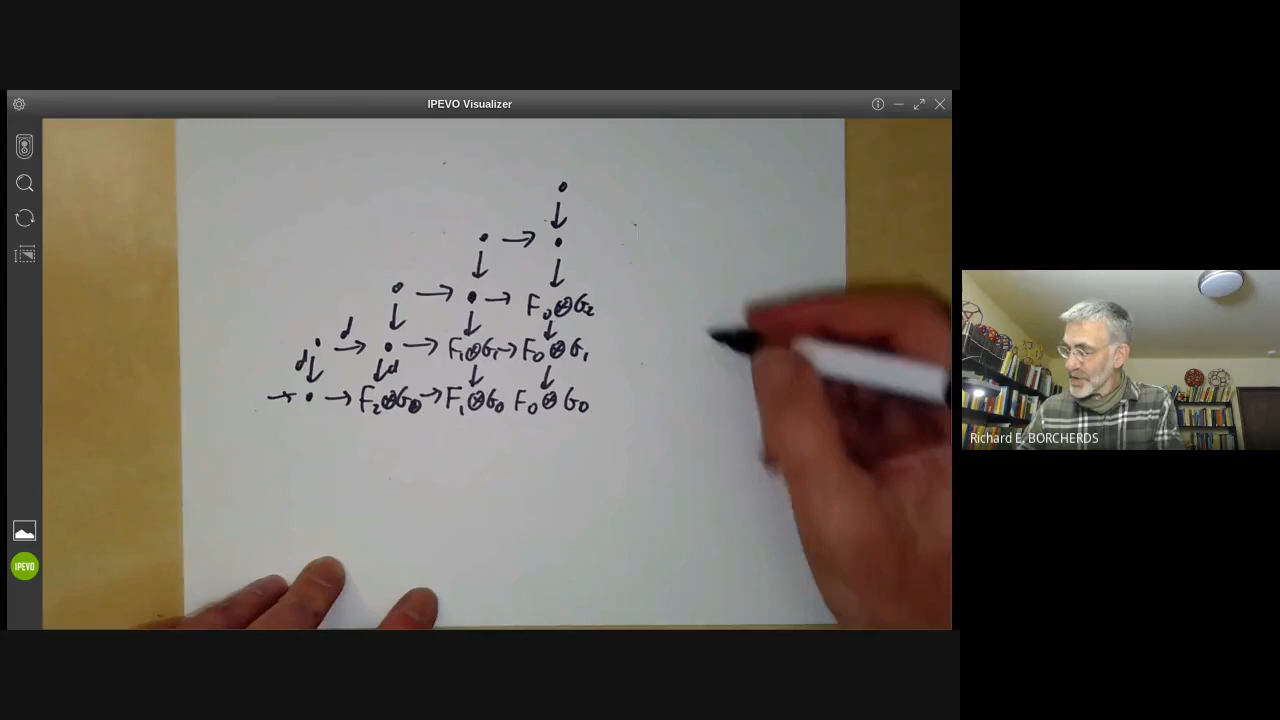 IPEVO Visualizer
F₀⊗G₂
d
d → F₁⊗G₁→F₀⊗G₁
d
→ → F₂⊗G₀→F₁⊗G₀ F₀⊗G₀
Richard E. BORCHERDS
IPEVO